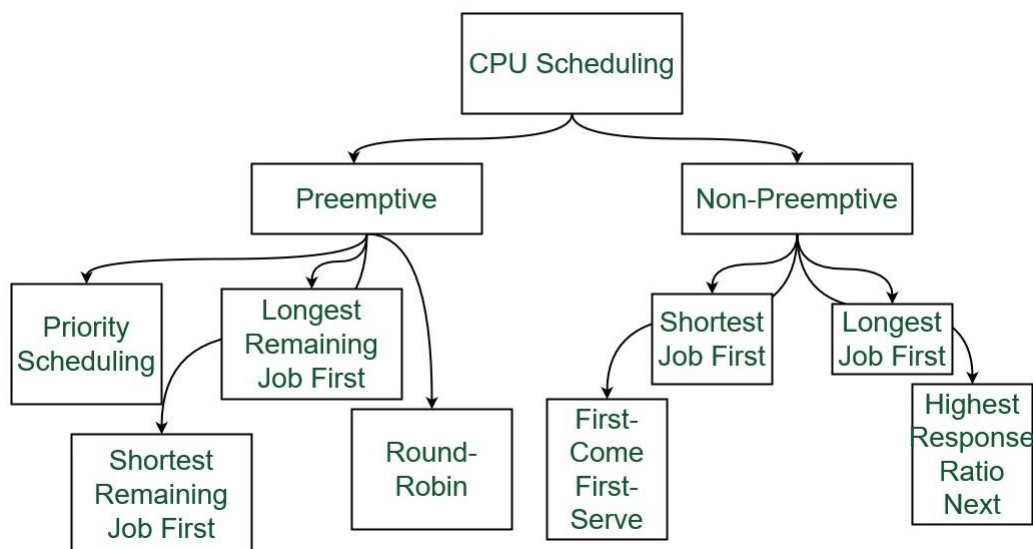 CPU Scheduling
Preemptive
Non-Preemptive
Priority
Scheduling
Longest
Remaining
Job First
Shortest
Remaining
Job First
Round-
Robin
Shortest
Job First
Longest
Job First
First-
Come
First-
Serve
Highest
Response
Ratio
Next